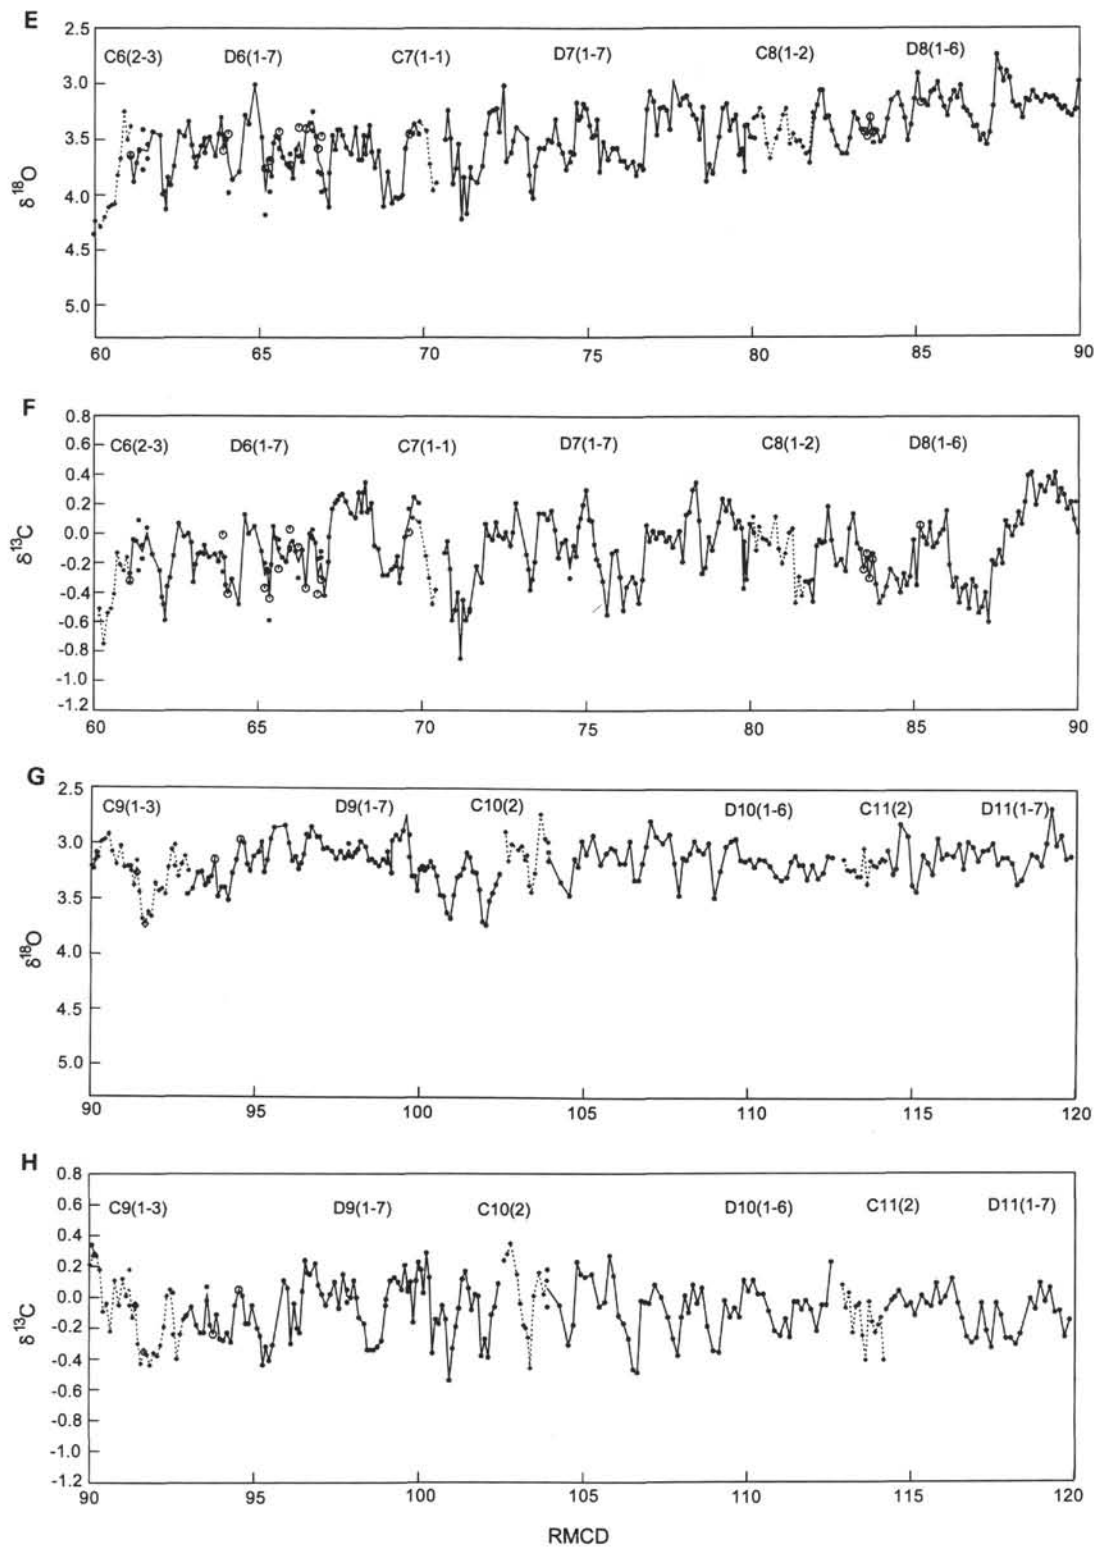 E
2.5
C6(2-3) D6(1-7) C7(1-1) D7(1-7) C8(1-2) D8(1-6)
3.0
3.5
δ18O
4.0
4.5
5.0
60 65 70 75 80 85 90
F
0.8
0.6
C6(2-3) D6(1-7) C7(1-1) D7(1-7) C8(1-2) D8(1-6)
0.4
0.2
0.0
δ13C
-0.2
-0.4
-0.6
-0.8
-1.0
-1.2
60 65 70 75 80 85 90
G
2.5
C9(1-3) D9(1-7) C10(2) D10(1-6) C11(2) D11(1-7)
3.0
3.5
δ18O
4.0
4.5
5.0
90 95 100 105 110 115 120
H
0.8
0.6
C9(1-3) D9(1-7) C10(2) D10(1-6) C11(2) D11(1-7)
0.4
0.2
0.0
δ13C
-0.2
-0.4
-0.6
-0.8
-1.0
-1.2
90 95 100 105 110 115 120
RMCD